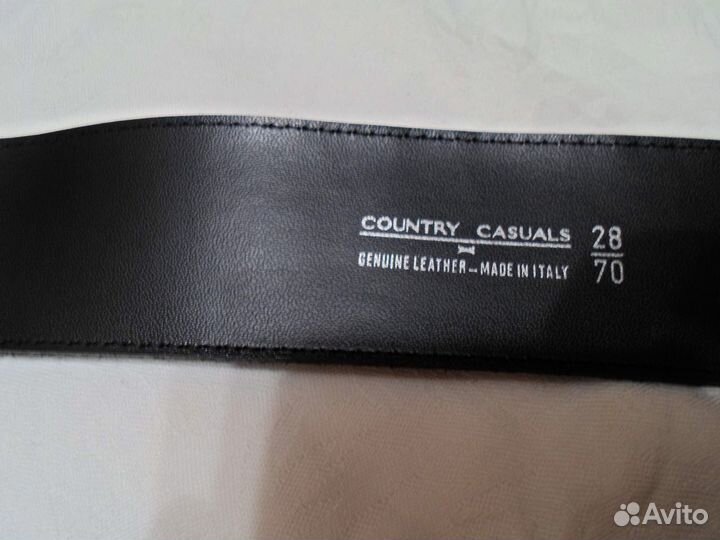 COUNTRY CASUALS 28
GENUINE LEATHER - MADE IN ITALY 70
Avito